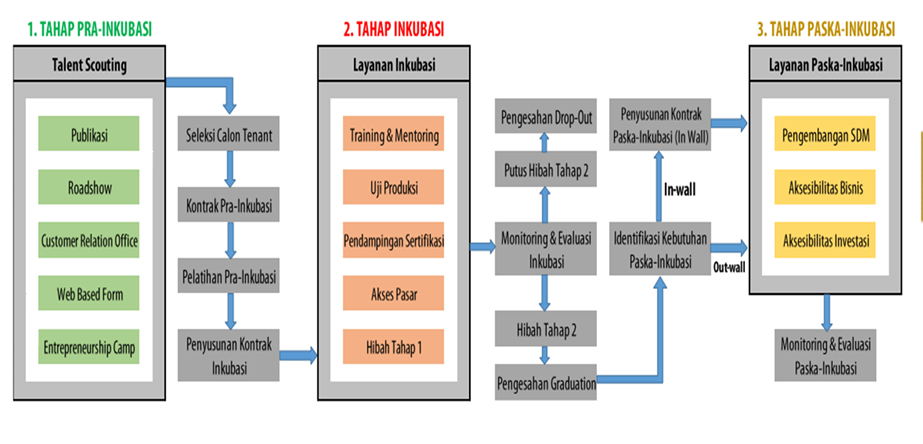 1. TAHAP PRA-INKUBASI
Talent Scouting
Publikasi
Roadshow
Customer Relation Office
Web Based Form
Entrepreneurship Camp
Seleksi Calon Tenant
Kontrak Pra-Inkubasi
Pelatihan Pra-Inkubasi
Penyusunan Kontrak
Inkubasi
2. TAHAP INKUBASI
Layanan Inkubasi
Training & Mentoring
Uji Produksi
Pendampingan Sertifikasi
Akses Pasar
Hibah Tahap 1
Pengesahan Drop-Out
Putus Hibah Tahap 2
Monitoring & Evaluasi
Inkubasi
Hibah Tahap 2
Pengesahan Graduation
Penyusunan Kontrak
Paska-Inkubasi (In Wall)
In-wall
Identifikasi Kebutuhan
Paska-Inkubasi
Out-wall
3. TAHAP PASKA-INKUBASI
Layanan Paska-Inkubasi
Pengembangan SDM
Aksesibilitas Bisnis
Aksesibilitas Investasi
Monitoring & Evaluasi
Paska-Inkubasi